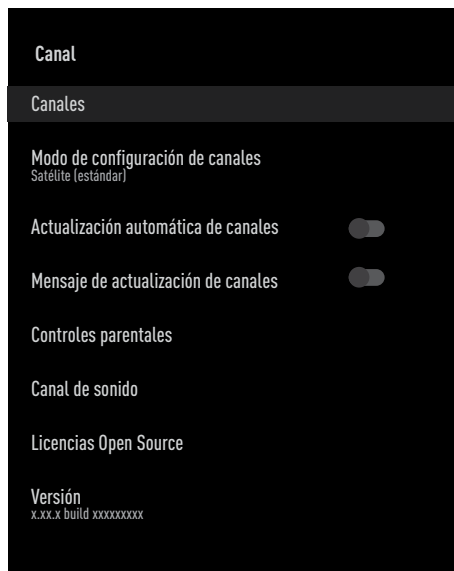 Canal
Canales
Modo de configuración de canales
Satélite (estándar)
Actualización automática de canales
Mensaje de actualización de canales
Controles parentales
Canal de sonido
Licencias Open Source
Versión
x.xx.x build xxxxxxxxx